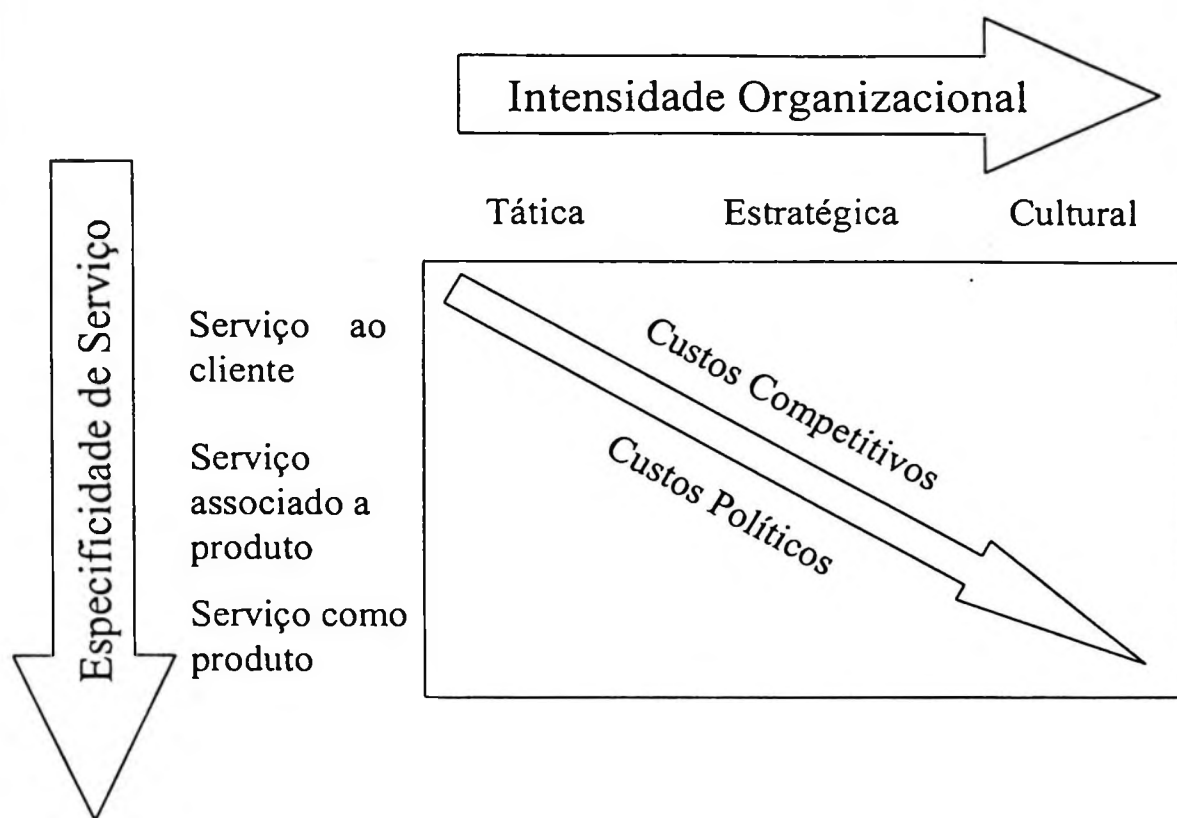 Intensidade Organizacional
Tática Estratégica Cultural
Especificidade de Serviço
Serviço ao
cliente
Serviço
associado a
produto
Serviço como
produto
Custos Competitivos
Custos Políticos